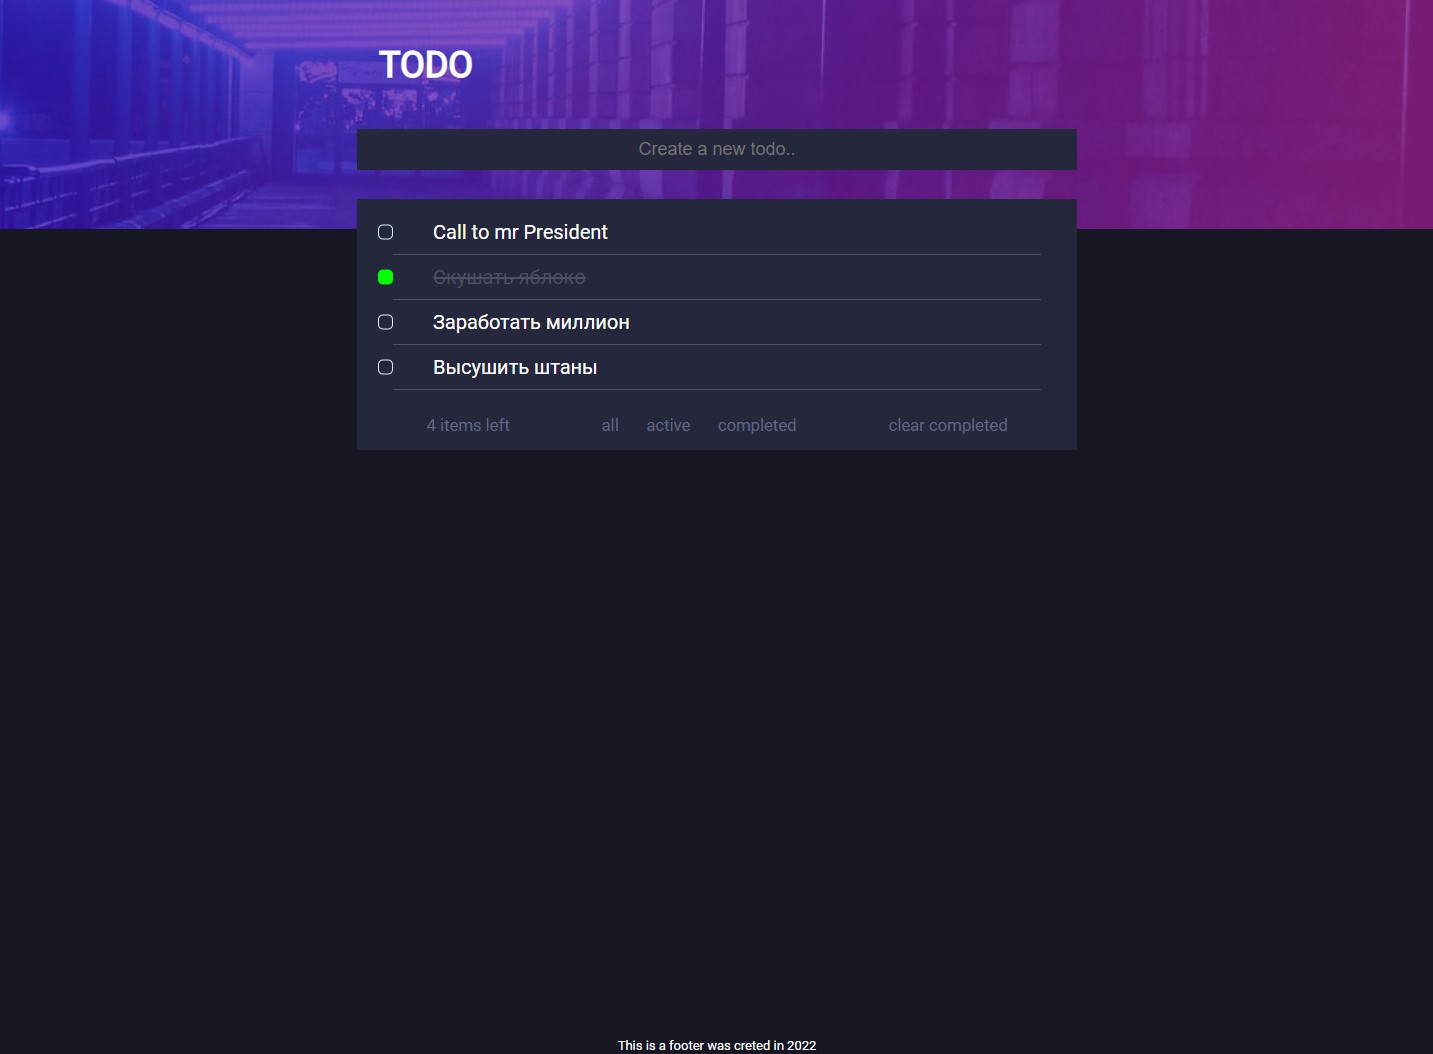 TODO
Create a new todo..
Call to mr President
Скушать яблоко
Заработать миллион
Высушить штаны
4 items left all active completed clear completed
This is a footer was creted in 2022